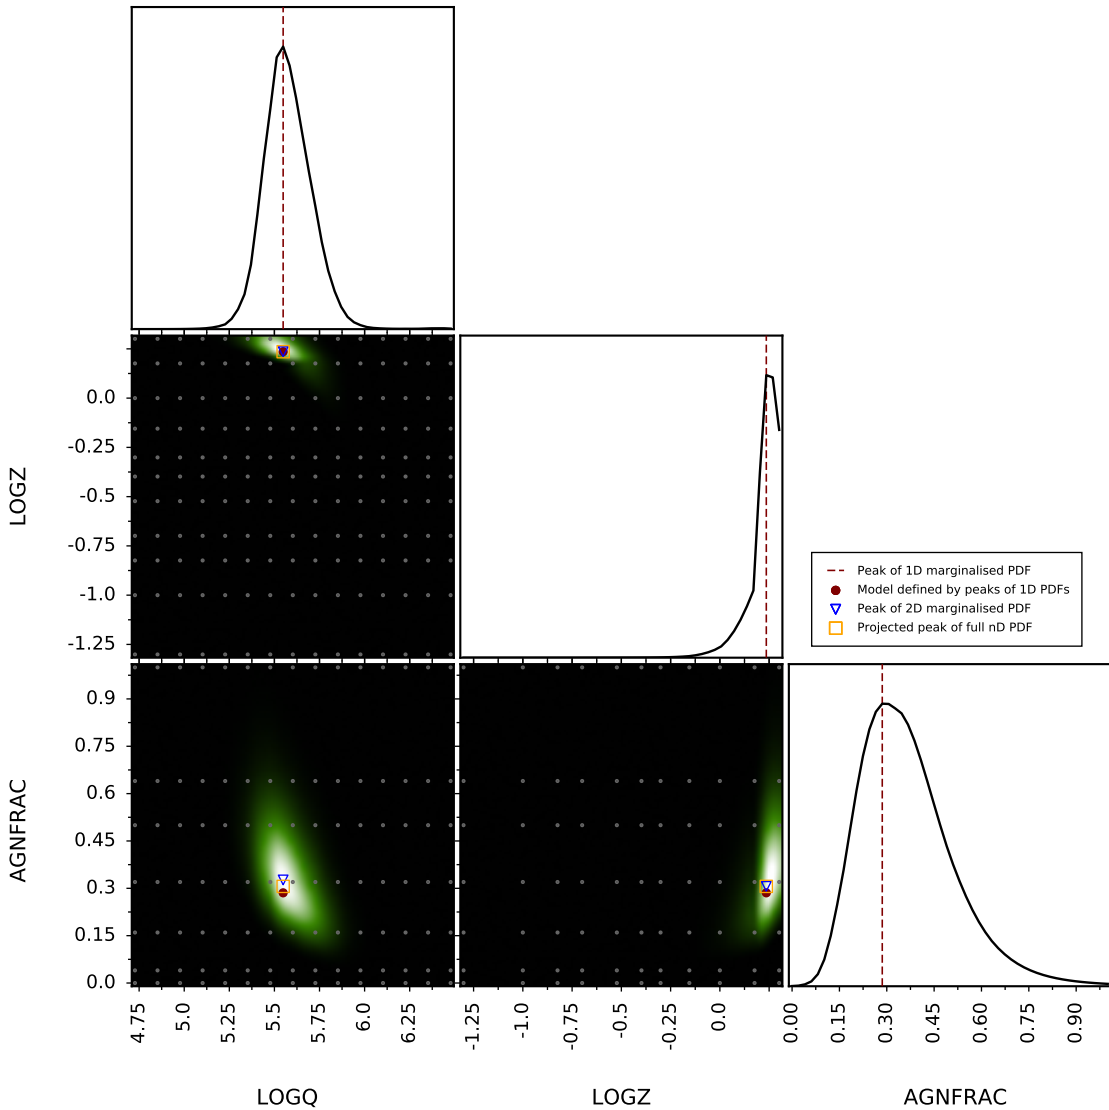 LOGZ
0.0
-0.25
-0.5
-0.75
-1.0
-1.25
Peak of 1D marginalised PDF
Model defined by peaks of 1D PDFs
Peak of 2D marginalised PDF
Projected peak of full nD PDF
AGNFRAC
0.9
0.75
0.6
0.45
0.3
0.15
0.0
4.75 5.0 5.25 5.5 5.75 6.0 6.25 -1.25 -1.0 -0.75 -0.5 -0.25 0.0 0.00 0.15 0.30 0.45 0.60 0.75 0.90
LOGQ LOGZ AGNFRAC